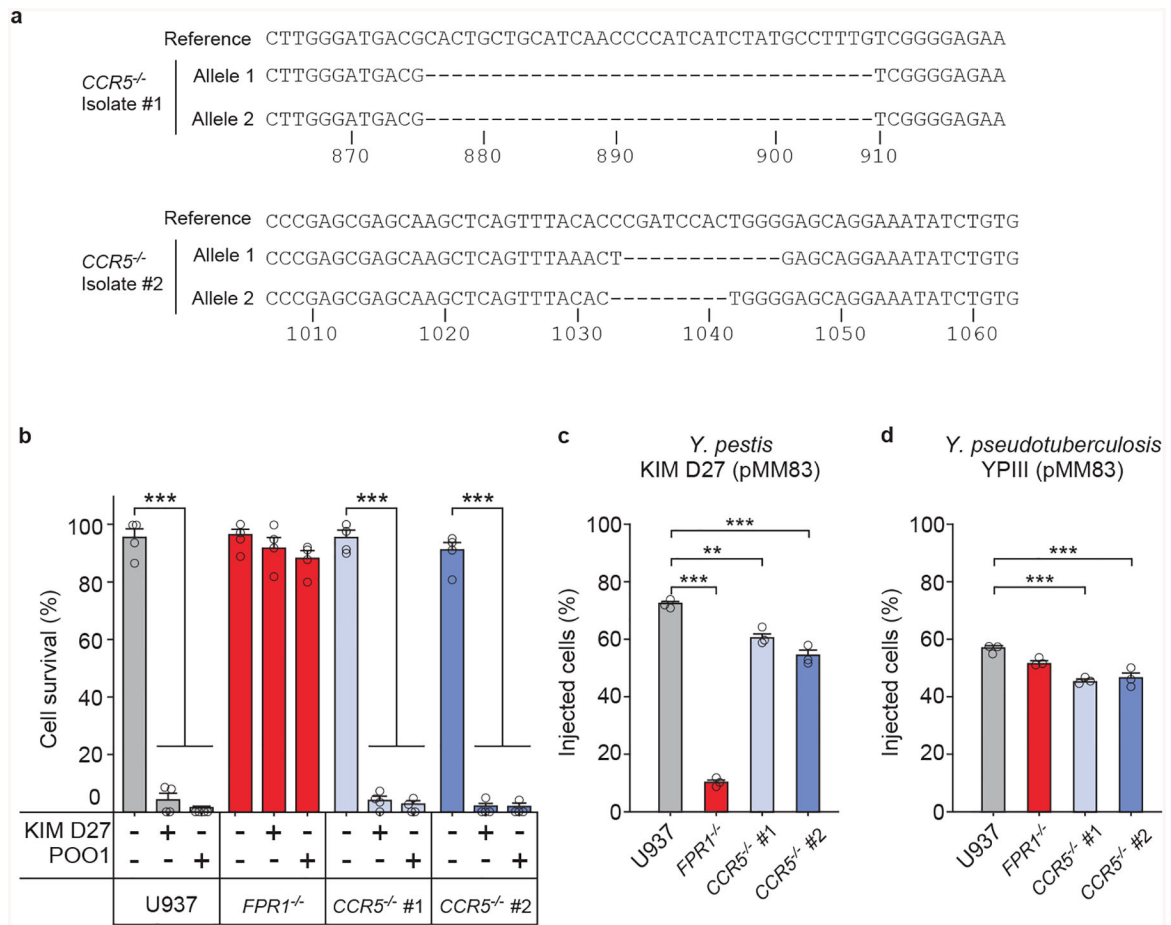 a
Reference CTTGGGATGACGCACTGCTGCATCAACCCCATCATCTATGCCTTTGTCGGGGAGAA
CCR5-/-
Isolate #1
Allele 1 CTTGGGATGACG----------------------------------TCGGGGAGAA
Allele 2 CTTGGGATGACG----------------------------------TCGGGGAGAA
870 880 890 900 910
Reference CCCGAGCGAGCAAGCTCAGTTTACACCCGATCCACTGGGGAGCAGGAAATATCTGTG
CCR5-/-
Isolate #2
Allele 1 CCCGAGCGAGCAAGCTCAGTTTAAACT------------GAGCAGGAAATATCTGTG
Allele 2 CCCGAGCGAGCAAGCTCAGTTTACAC---------TGGGGAGCAGGAAATATCTGTG
1010 1020 1030 1040 1050 1060
b
Cell survival (%)
100
80
60
40
20
0
*** *** ***
KIM D27 - + - - + - - + - - + -
POO1 - - + - - + - - + - - +
U937 FPR1-/- CCR5-/- #1 CCR5-/- #2
c
Y. pestis
KIM D27 (pMM83)
Injected cells (%)
100
80
60
40
20
0
***
**
***
U937 FPR1-/- CCR5-/- #1 CCR5-/- #2
d
Y. pseudotuberculosis
YPIII (pMM83)
Injected cells (%)
100
80
60
40
20
0
***
***
U937 FPR1-/- CCR5-/- #1 CCR5-/- #2